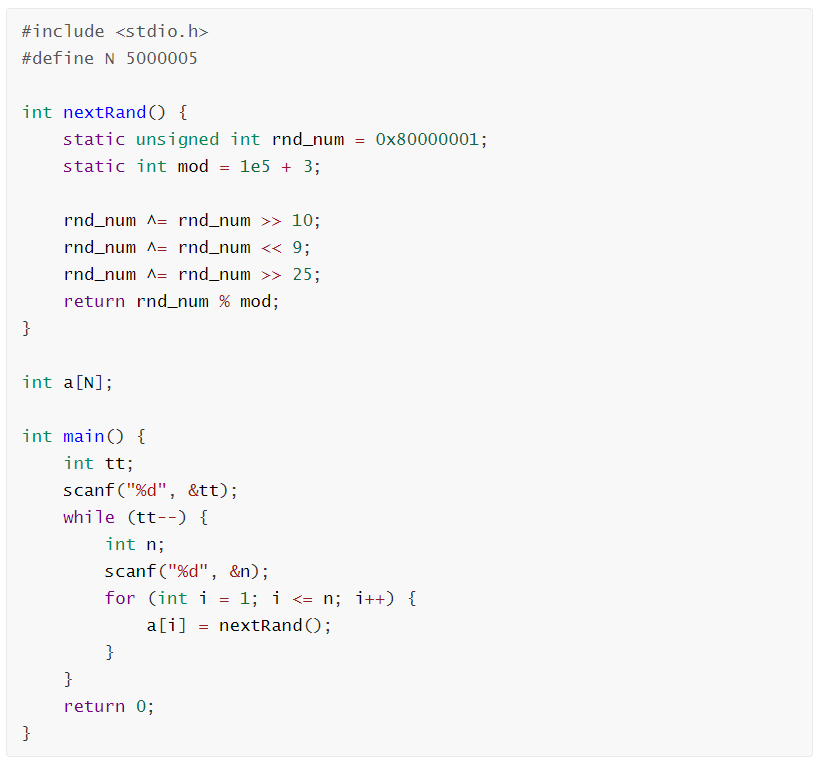 #include <stdio.h>
#define N 5000005

int nextRand() {
    static unsigned int rnd_num = 0x80000001;
    static int mod = 1e5 + 3;

    rnd_num ^= rnd_num >> 10;
    rnd_num ^= rnd_num << 9;
    rnd_num ^= rnd_num >> 25;
    return rnd_num % mod;
}

int a[N];

int main() {
    int tt;
    scanf("%d", &tt);
    while (tt--) {
        int n;
        scanf("%d", &n);
        for (int i = 1; i <= n; i++) {
            a[i] = nextRand();
        }
    }
    return 0;
}